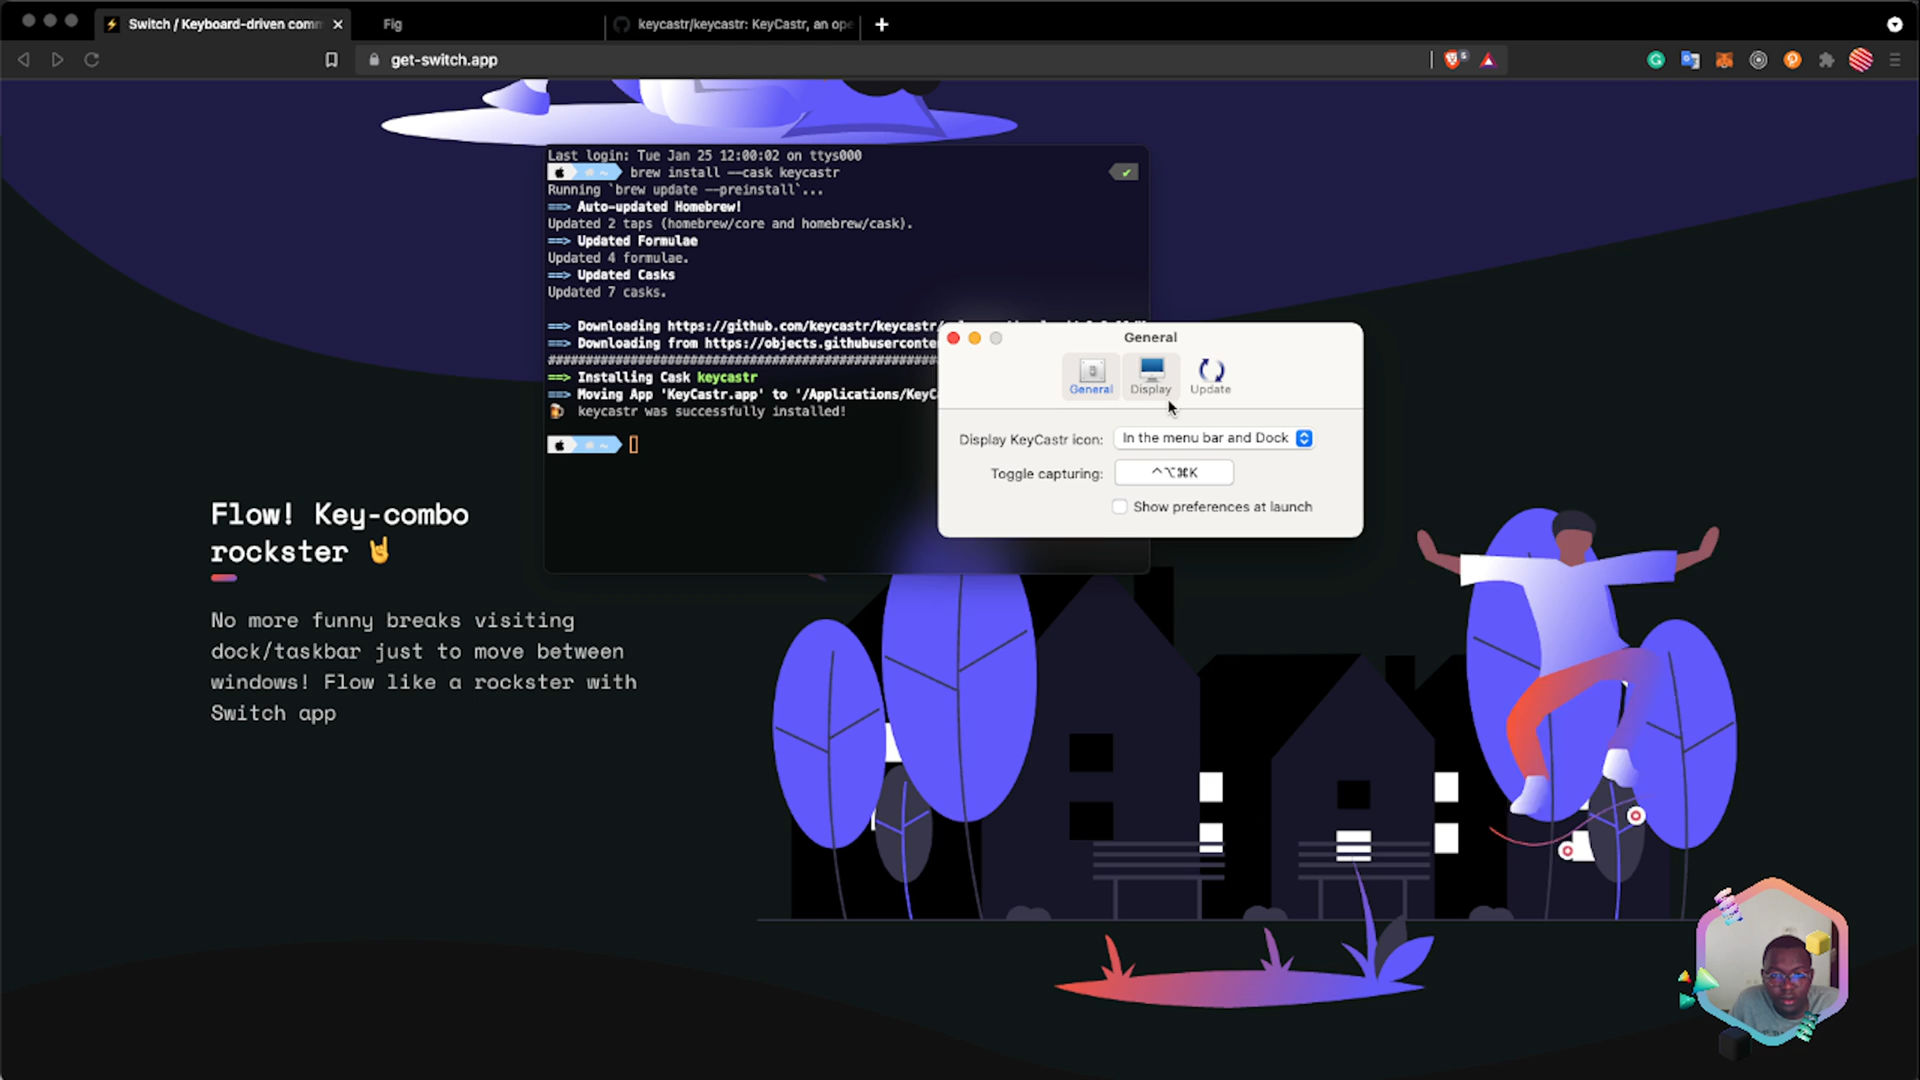 Switch / Keyboard-driven com
Fig
keycastr/keycastr: KeyCastr, an ope
get-switch.app
Last login: Tue Jan 25 12:00:02 on ttys000
~ brew install --cask keycastr ✔
Running `brew update --preinstall`...
==> Auto-updated Homebrew!
Updated 2 taps (homebrew/core and homebrew/cask).
==> Updated Formulae
Updated 4 formulae.
==> Updated Casks
Updated 7 casks.
==> Downloading https://github.com/keycastr/keycastr/
==> Downloading from https://objects.githubuserconte
==> Installing Cask keycastr
==> Moving App 'KeyCastr.app' to '/Applications/KeyC
🍺 keycastr was successfully installed!
~
General
General Display Update
Display KeyCastr icon: In the menu bar and Dock
Toggle capturing: ^⌥⌘K
Show preferences at launch
Flow! Key-combo
rockster 🤘
No more funny breaks visiting
dock/taskbar just to move between
windows! Flow like a rockster with
Switch app